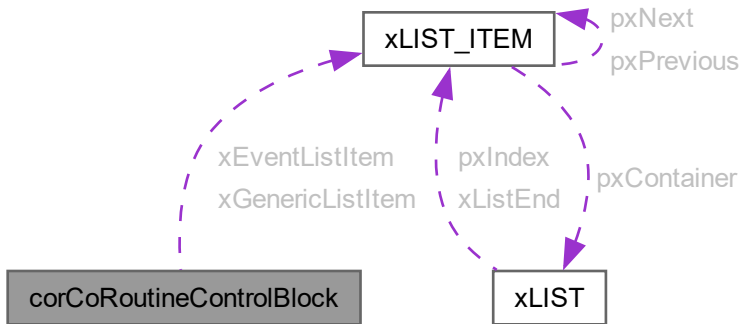 xLIST_ITEM
pxNext
pxPrevious
xEventListItem
xGenericListItem
pxIndex
xListEnd
pxContainer
corCoRoutineControlBlock
xLIST